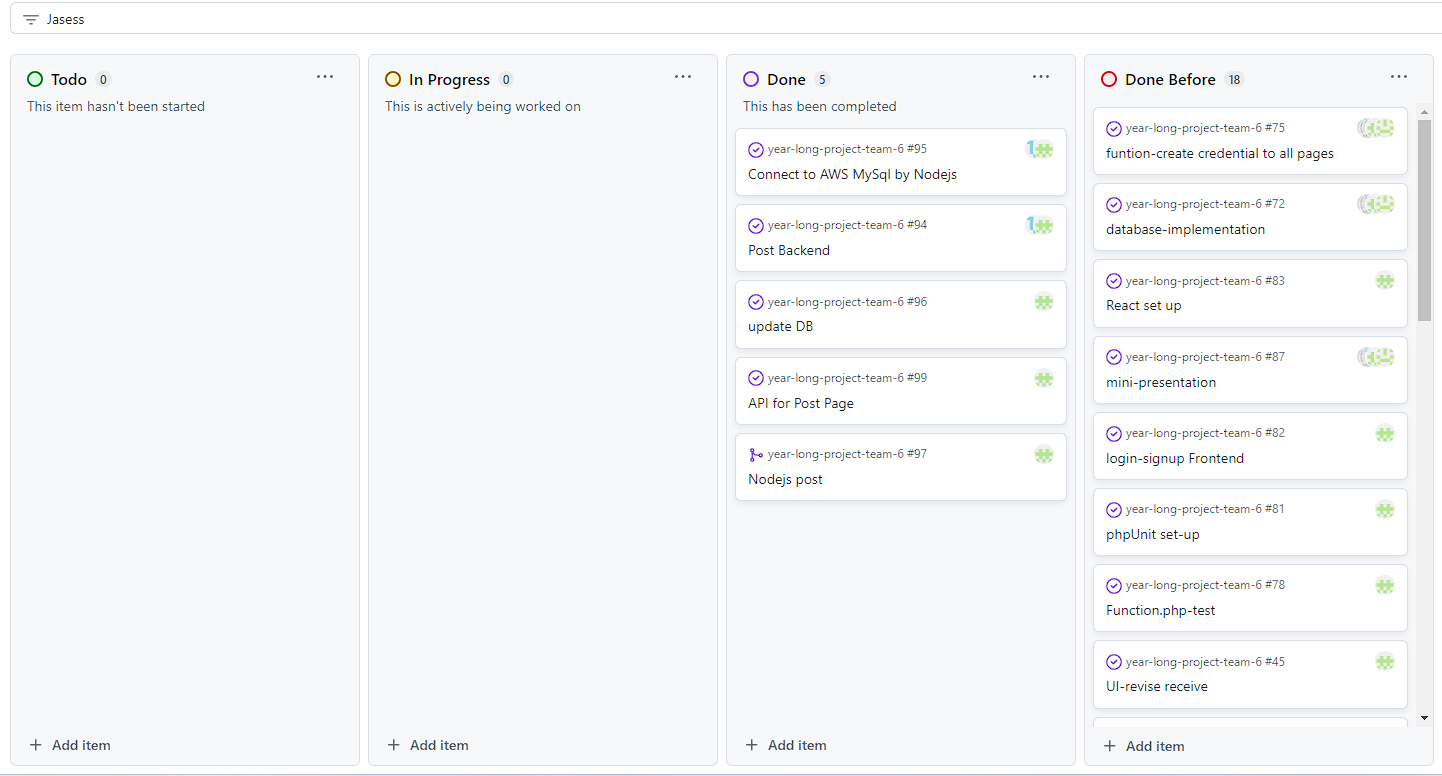 Jasess
Todo 0
This item hasn't been started
Add item
In Progress 0
This is actively being worked on
Add item
Done 5
This has been completed
year-long-project-team-6 #95
Connect to AWS MySql by Nodejs
year-long-project-team-6 #94
Post Backend
year-long-project-team-6 #96
update DB
year-long-project-team-6 #99
API for Post Page
year-long-project-team-6 #97
Nodejs post
Add item
Done Before 18
year-long-project-team-6 #75
funtion-create credential to all pages
year-long-project-team-6 #72
database-implementation
year-long-project-team-6 #83
React set up
year-long-project-team-6 #87
mini-presentation
year-long-project-team-6 #82
login-signup Frontend
year-long-project-team-6 #81
phpUnit set-up
year-long-project-team-6 #78
Function.php-test
year-long-project-team-6 #45
UI-revise receive
Add item